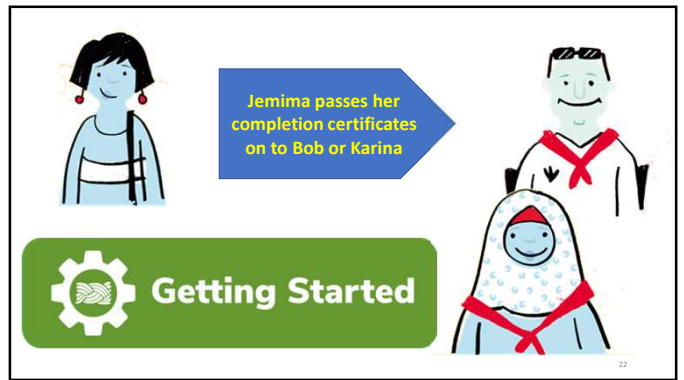 Jemima passes her
completion certificates
on to Bob or Karina
Getting Started
22